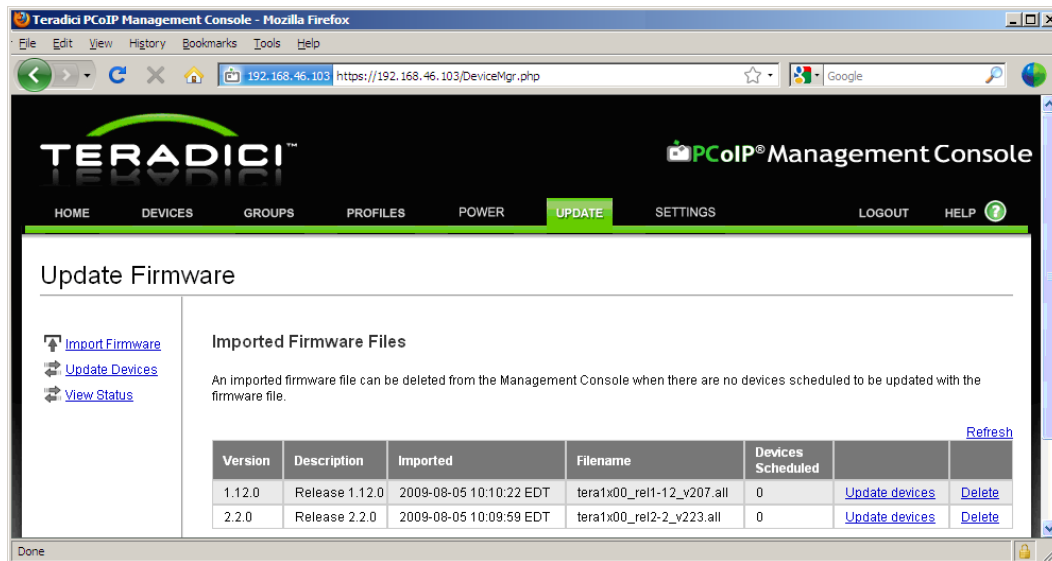 Teradici PCoIP Management Console - Mozilla Firefox
File Edit View History Bookmarks Tools Help
192.168.46.103 https://192.168.46.103/DeviceMgr.php Google
TERADICI™
PCoIP® Management Console
HOME DEVICES GROUPS PROFILES POWER UPDATE SETTINGS LOGOUT HELP ?
Update Firmware
Import Firmware
Update Devices
View Status
Imported Firmware Files
An imported firmware file can be deleted from the Management Console when there are no devices scheduled to be updated with the
firmware file.
Refresh
Version Description Imported Filename Devices Scheduled
1.12.0 Release 1.12.0 2009-08-05 10:10:22 EDT tera1x00_rel1-12_v207.all 0 Update devices Delete
2.2.0 Release 2.2.0 2009-08-05 10:09:59 EDT tera1x00_rel2-2_v223.all 0 Update devices Delete
Done